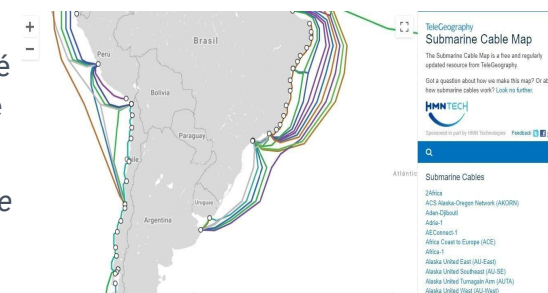 é
e
e
+
−
Brasil
Peru
Bolivia
Paraguay
Chile
Uruguay
Argentina
Atlántic
TeleGeography
Submarine Cable Map
The Submarine Cable Map is a free and regularly
updated resource from TeleGeography.
Got a question about how we make this map? Or ab
how submarine cables work? Look no further.
HMNTECH
Sponsored in part by HMN Technologies Feedback
Submarine Cables
2Africa
ACS Alaska-Oregon Network (AKORN)
Aden-Djibouti
Adria-1
AEConnect-1
Africa Coast to Europe (ACE)
Africa-1
Alaska United East (AU-East)
Alaska United Southeast (AU-SE)
Alaska United Turnagain Arm (AUTA)
Alaska United West (AU-West)